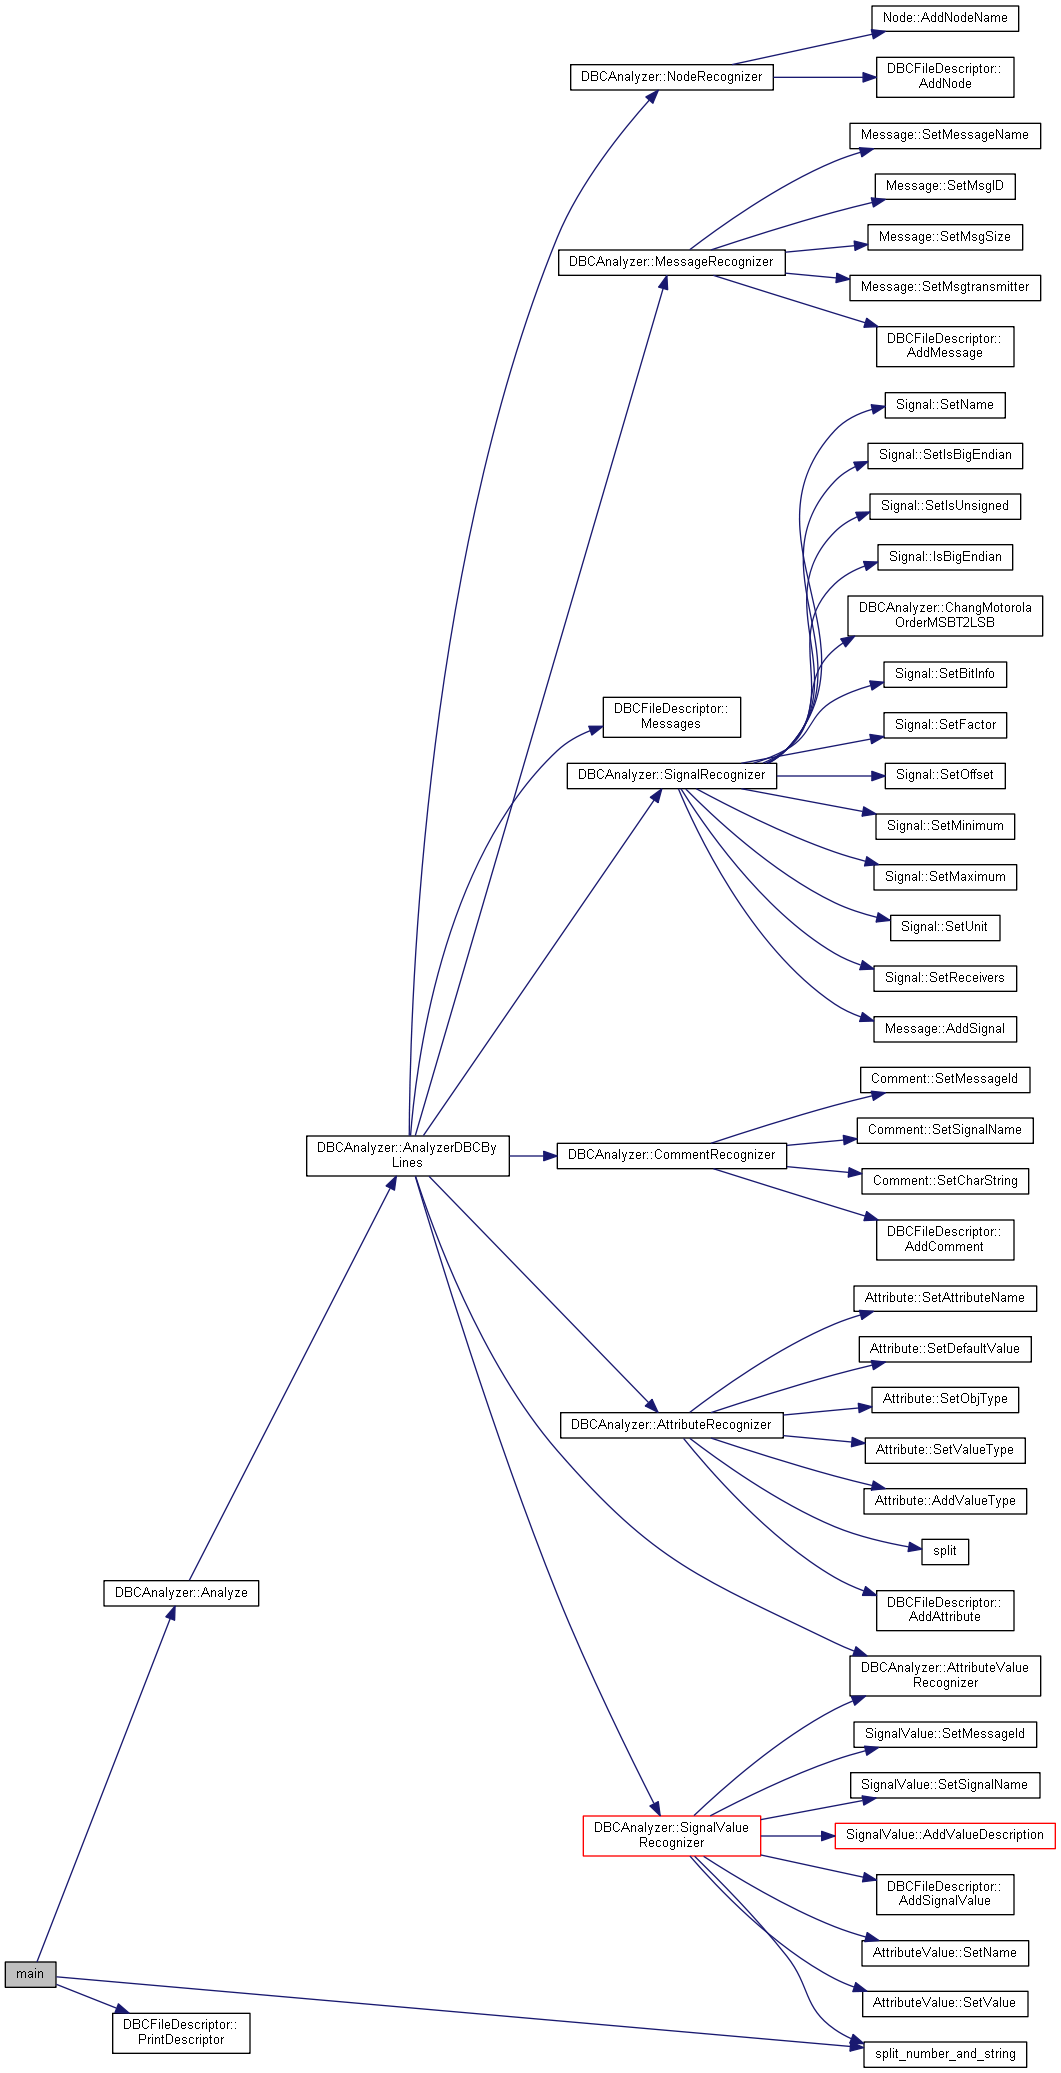 Node::AddNodeName
DBCAnalyzer::NodeRecognizer
DBCFileDescriptor::
AddNode
Message::SetMessageName
Message::SetMsgID
Message::SetMsgSize
DBCAnalyzer::MessageRecognizer
Message::SetMsgtransmitter
DBCFileDescriptor::
AddMessage
Signal::SetName
Signal::SetIsBigEndian
Signal::SetIsUnsigned
Signal::IsBigEndian
DBCAnalyzer::ChangMotorola
OrderMSBT2LSB
Signal::SetBitInfo
DBCFileDescriptor::
Messages
Signal::SetFactor
DBCAnalyzer::SignalRecognizer
Signal::SetOffset
Signal::SetMinimum
Signal::SetMaximum
Signal::SetUnit
Signal::SetReceivers
Message::AddSignal
Comment::SetMessageId
Comment::SetSignalName
DBCAnalyzer::AnalyzerDBCBy
Lines
DBCAnalyzer::CommentRecognizer
Comment::SetCharString
DBCFileDescriptor::
AddComment
Attribute::SetAttributeName
Attribute::SetDefaultValue
Attribute::SetObjType
DBCAnalyzer::AttributeRecognizer
Attribute::SetValueType
Attribute::AddValueType
split
DBCAnalyzer::Analyze
DBCFileDescriptor::
AddAttribute
DBCAnalyzer::AttributeValue
Recognizer
SignalValue::SetMessageId
SignalValue::SetSignalName
DBCAnalyzer::SignalValue
Recognizer
SignalValue::AddValueDescription
DBCFileDescriptor::
AddSignalValue
AttributeValue::SetName
main
AttributeValue::SetValue
DBCFileDescriptor::
PrintDescriptor
split_number_and_string